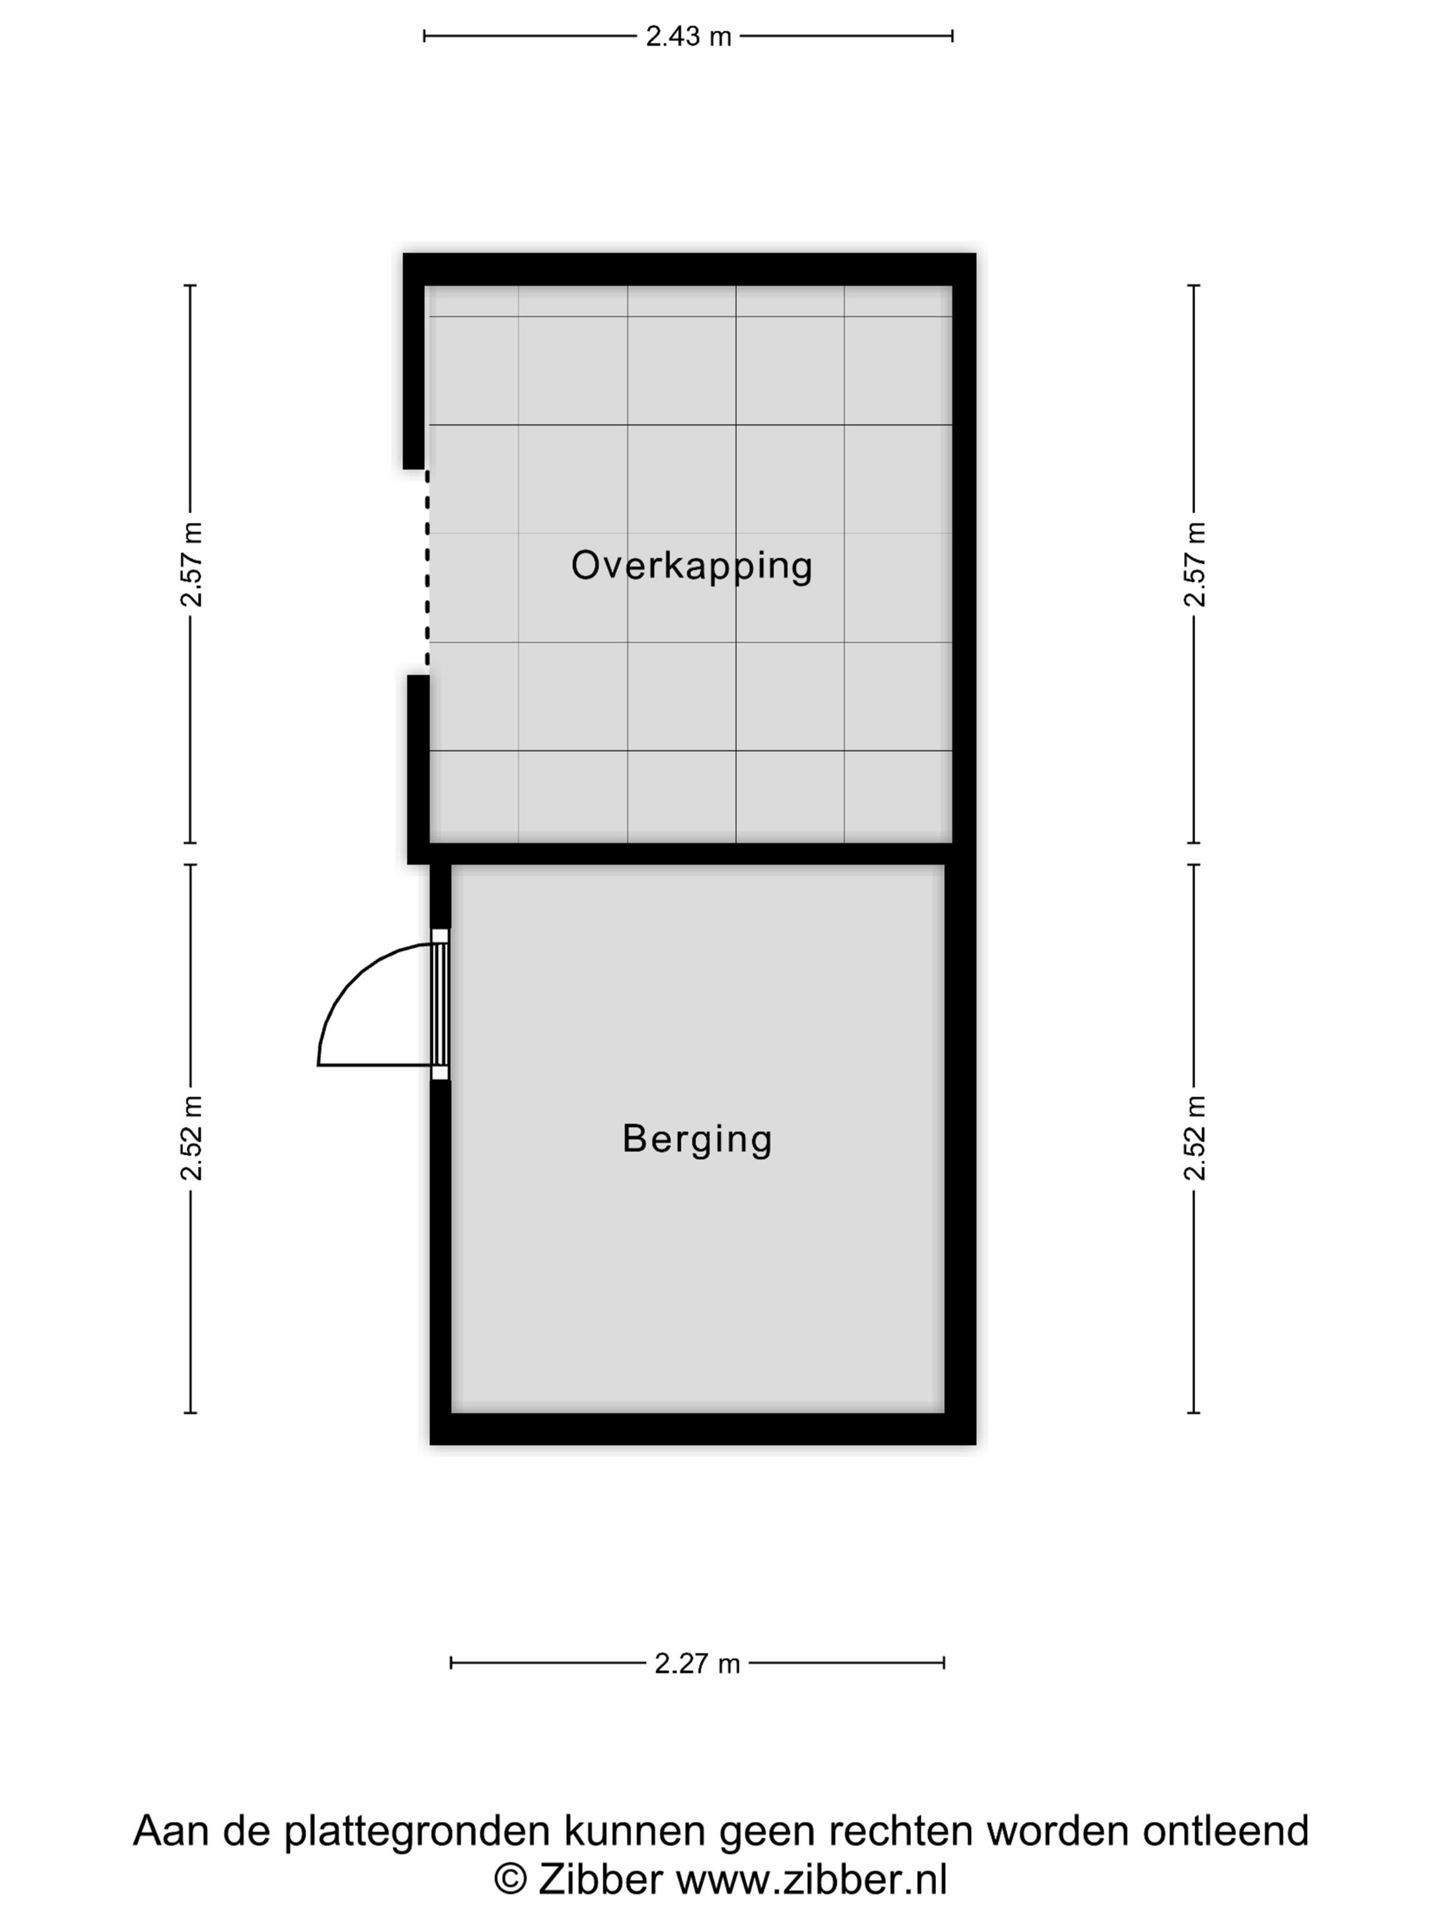 2.43 m
2.57 m
2.57 m
Overkapping
2.52 m
2.52 m
Berging
2.27 m
Aan de plattegronden kunnen geen rechten worden ontleend
© Zibber www.zibber.nl